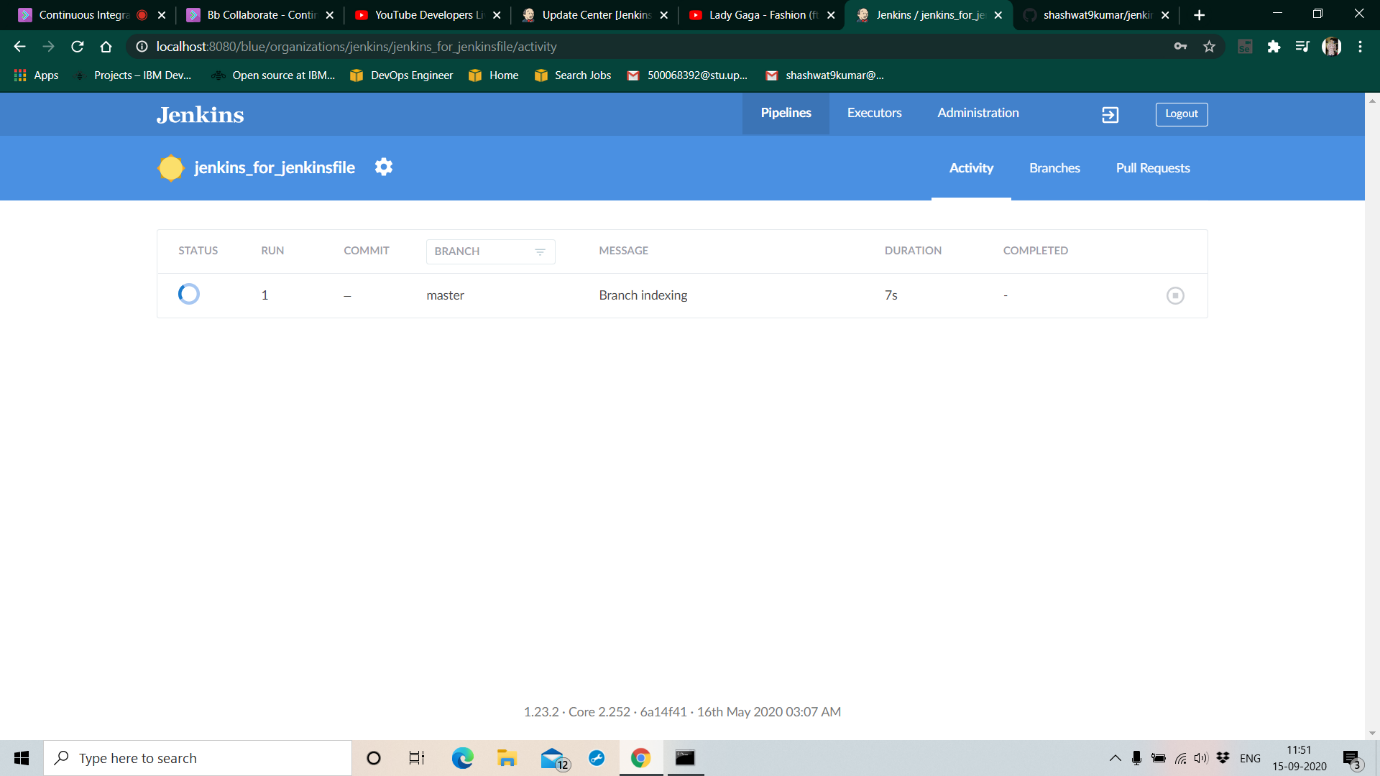 Continuous Integra
Bb Collaborate - Contin
YouTube Developers Li
Update Center [Jenkins
Lady Gaga - Fashion (ft
Jenkins / jenkins_for_je
shashwat9kumar/jenkin
localhost:8080/blue/organizations/jenkins/jenkins_for_jenkinsfile/activity
Apps Projects – IBM Dev... Open source at IBM... DevOps Engineer Home Search Jobs 500068392@stu.up... shashwat9kumar@...
Jenkins Pipelines Executors Administration Logout
jenkins_for_jenkinsfile Activity Branches Pull Requests
STATUS RUN COMMIT BRANCH MESSAGE DURATION COMPLETED
1 – master Branch indexing 7s -
1.23.2 · Core 2.252 · 6a14f41 · 16th May 2020 03:07 AM
Type here to search 12 ENG 11:51
15-09-2020 3